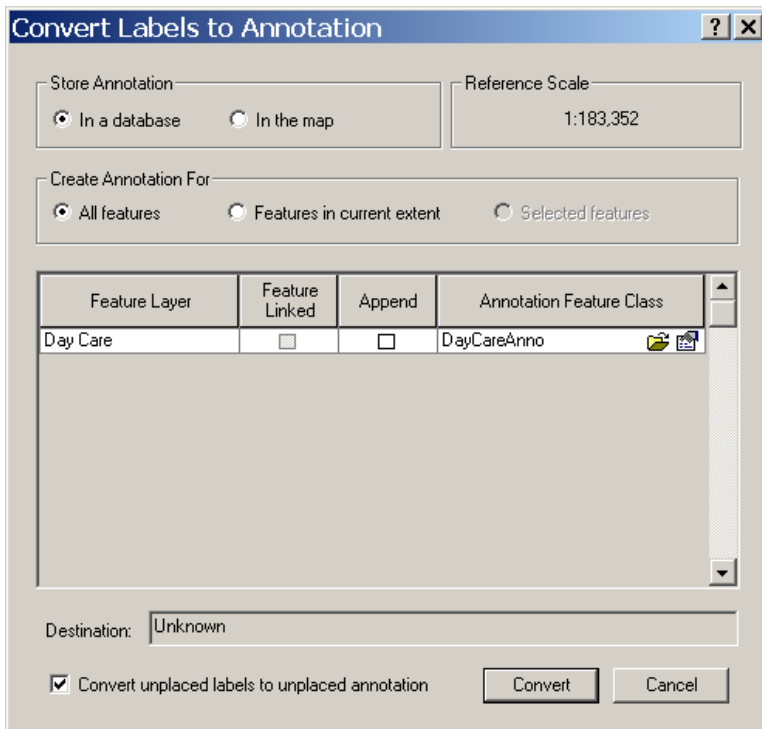 Convert Labels to Annotation
Store Annotation
In a database
In the map
Reference Scale
1:183,352
Create Annotation For
All features
Features in current extent
Selected features
Feature Layer
Feature
Linked
Append
Annotation Feature Class
Day Care
DayCareAnno
Destination:
Unknown
Convert unplaced labels to unplaced annotation
Convert
Cancel